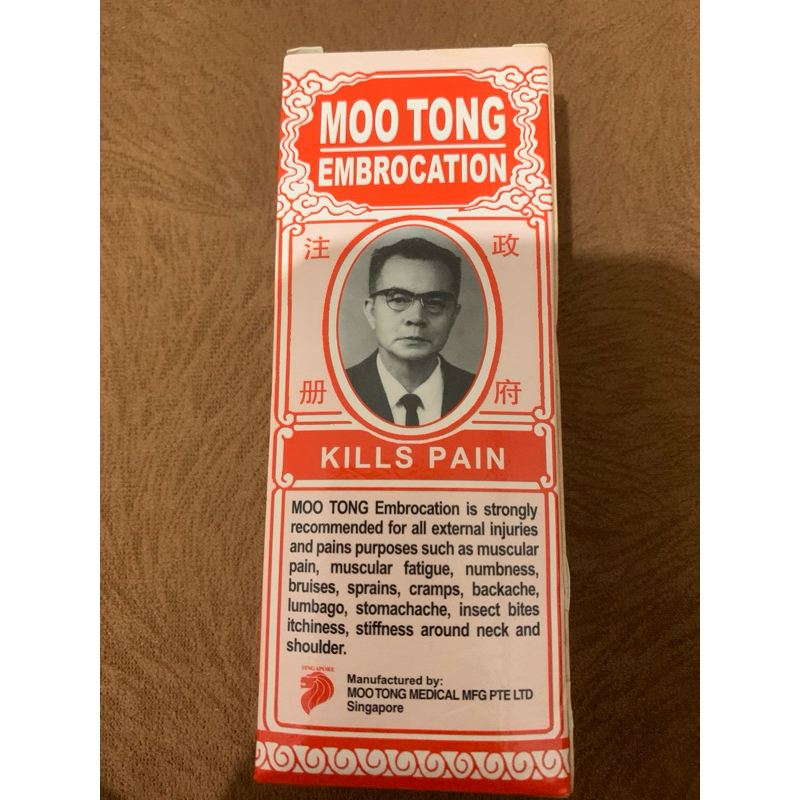 MOO TONG
EMBROCATION
注 政
册 府
KILLS PAIN
MOO TONG Embrocation is strongly
recommended for all external injuries
and pains purposes such as muscular
pain, muscular fatigue, numbness,
bruises, sprains, cramps, backache,
lumbago, stomachache, insect bites
itchiness, stiffness around neck and
shoulder.
SINGAPORE
Manufactured by:
MOO TONG MEDICAL MFG PTE LTD
Singapore